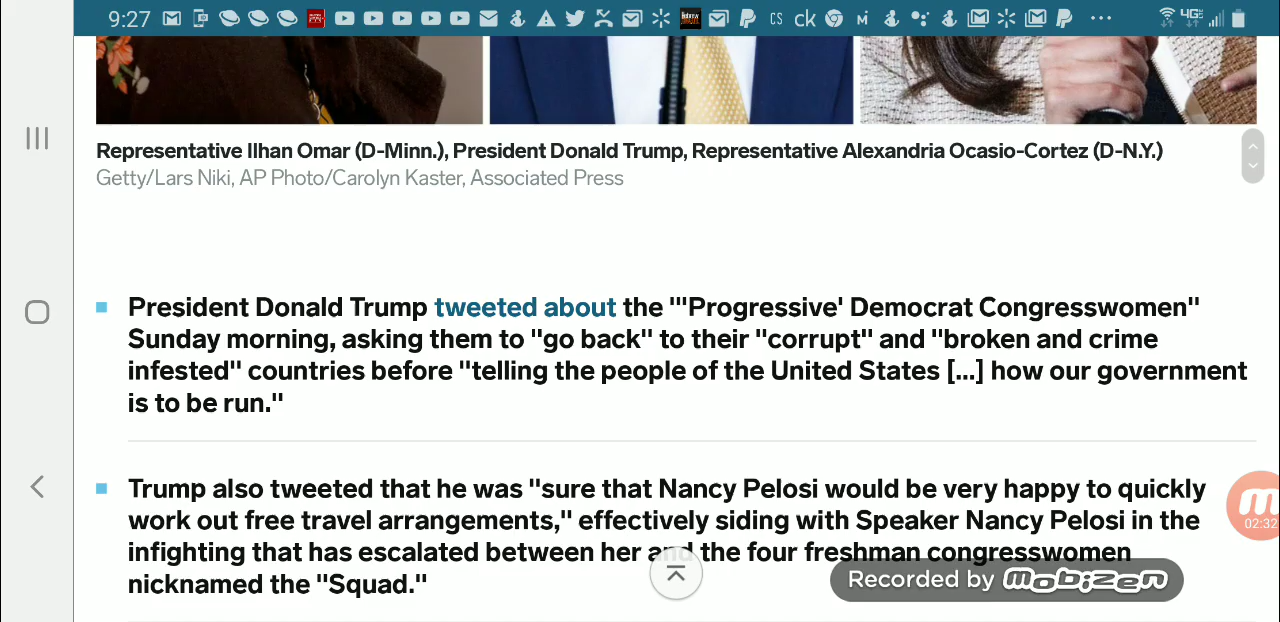 9:27
CS
ck
M
4GE
Representative Ilhan Omar (D-Minn.), President Donald Trump, Representative Alexandria Ocasio-Cortez (D-N.Y.)
Getty/Lars Niki, AP Photo/Carolyn Kaster, Associated Press
President Donald Trump tweeted about the "'Progressive' Democrat Congresswomen"
Sunday morning, asking them to "go back" to their "corrupt" and "broken and crime
infested" countries before "telling the people of the United States [...] how our government
is to be run."
Trump also tweeted that he was "sure that Nancy Pelosi would be very happy to quickly
work out free travel arrangements," effectively siding with Speaker Nancy Pelosi in the
infighting that has escalated between her and the four freshman congresswomen
nicknamed the "Squad."
02:32
Recorded by mobizen